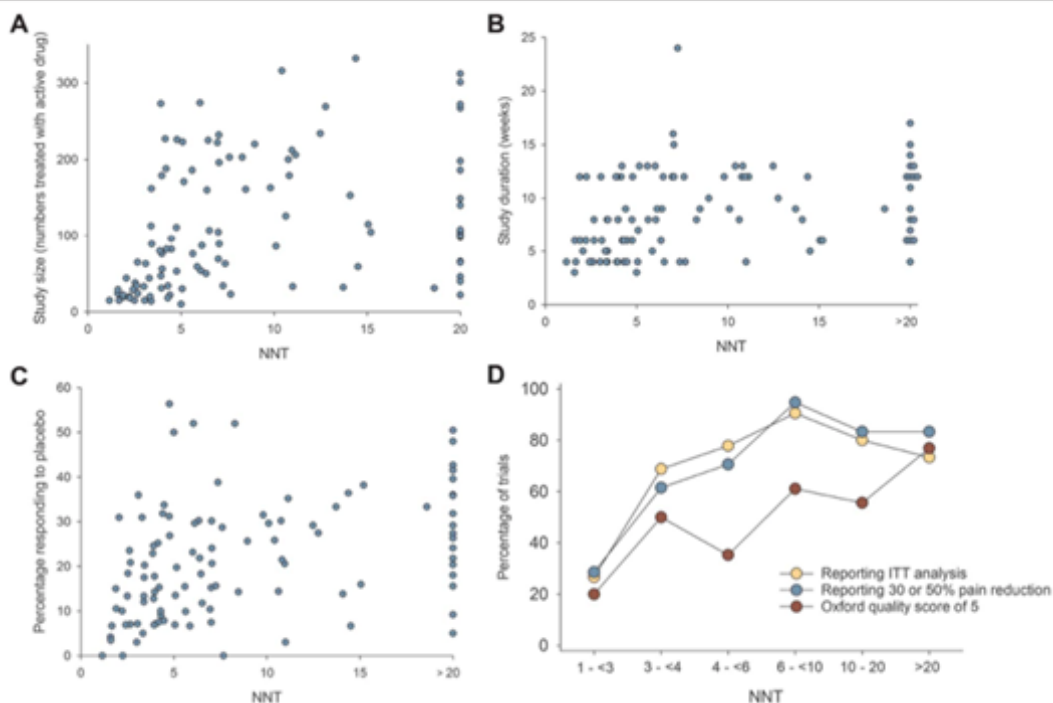 A
Study size (numbers treated with active drug)
300
200
100
0
0 5 10 15 20
NNT
B
Study duration (weeks)
25
20
15
10
5
0
0 5 10 15 >20
NNT
C
Percentage responding to placebo
60
50
40
30
20
10
0
0 5 10 15 >20
NNT
D
Percentage of trials
100
80
60
40
20
0
Reporting ITT analysis
Reporting 30 or 50% pain reduction
Oxford quality score of 5
1 - <3 3 - <4 4 - <6 6 - <10 10 - 20 >20
NNT